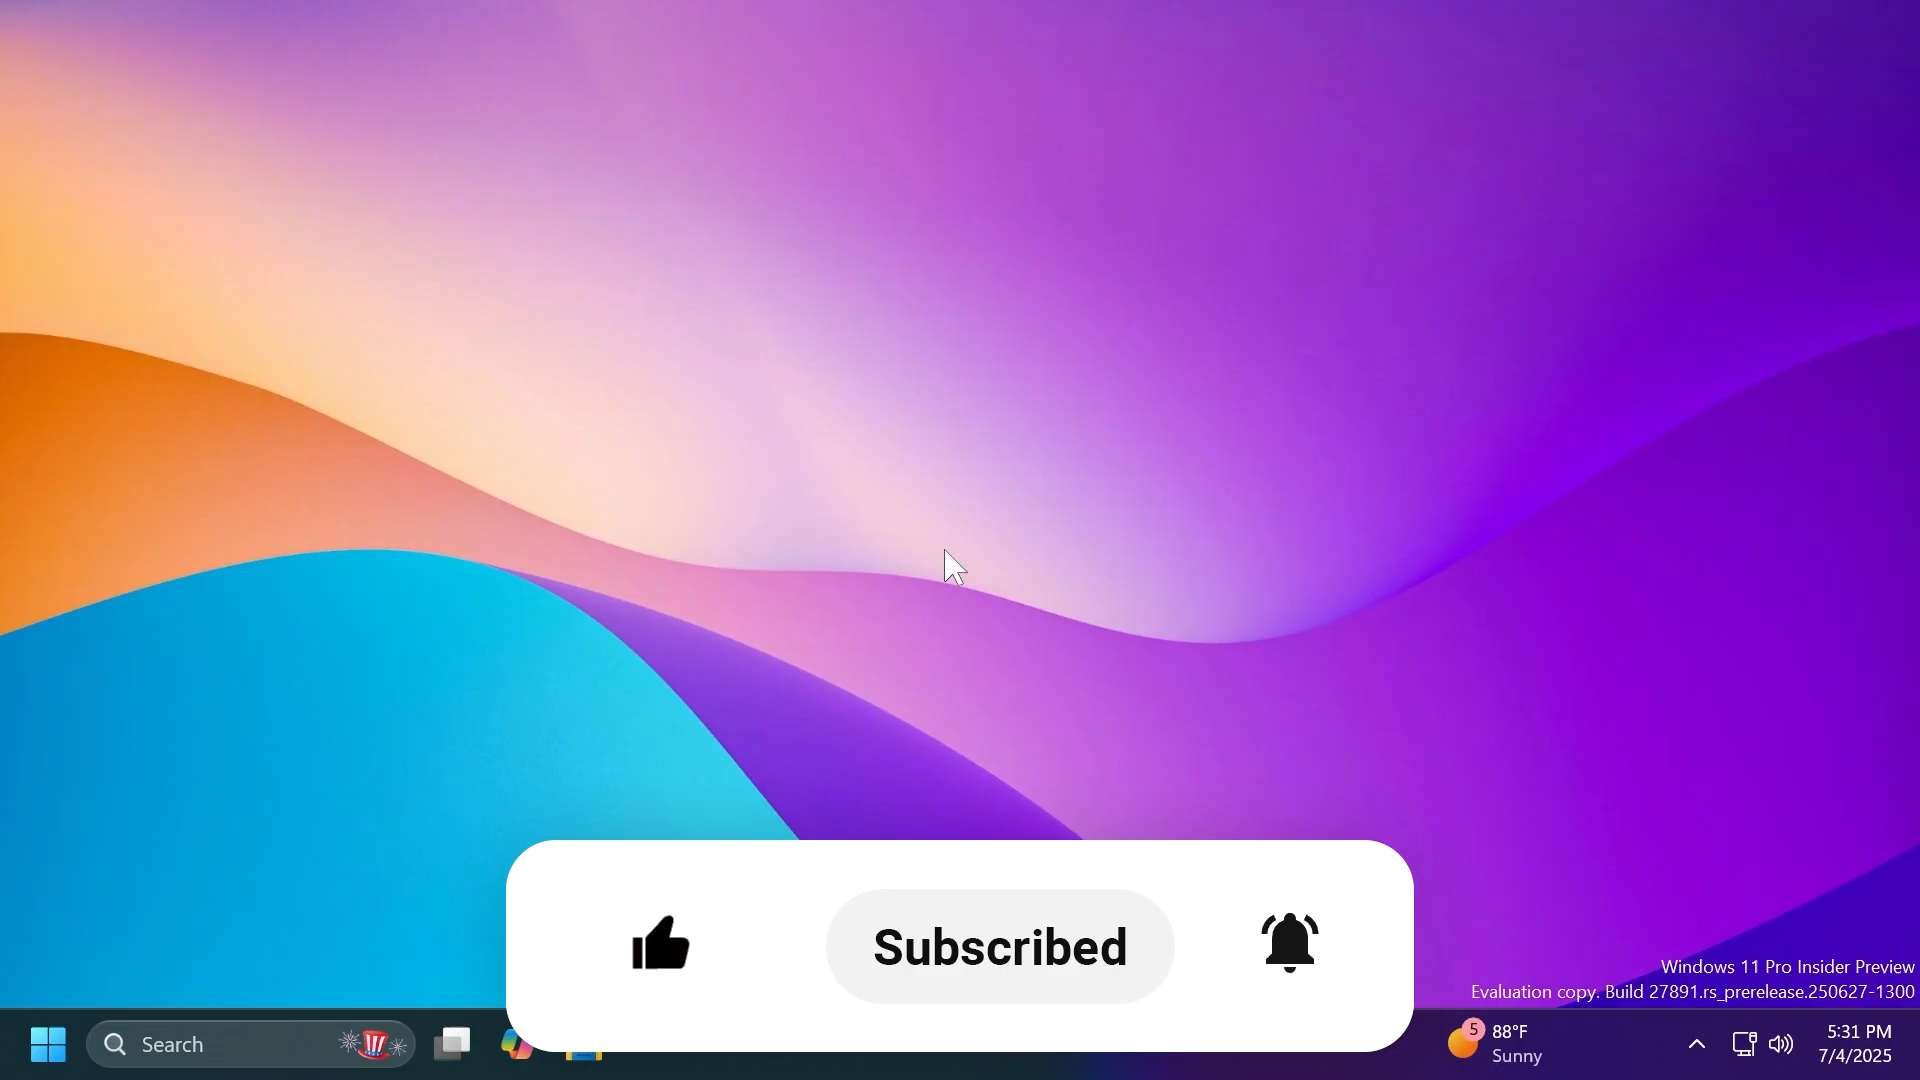 Subscribed
Windows 11 Pro Insider Preview
Evaluation copy. Build 27891.rs_prerelease.250627-1300
Search
5
88°F
Sunny
5:31 PM
7/4/2025